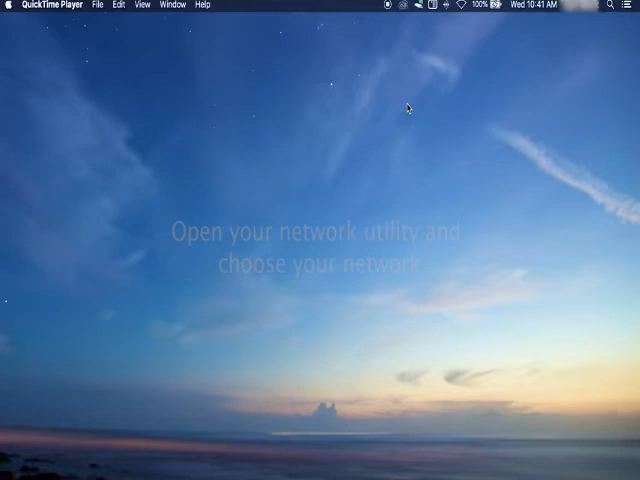 QuickTime Player File Edit View Window Help 100% Wed 10:41 AM
Open your network utility and
choose your network